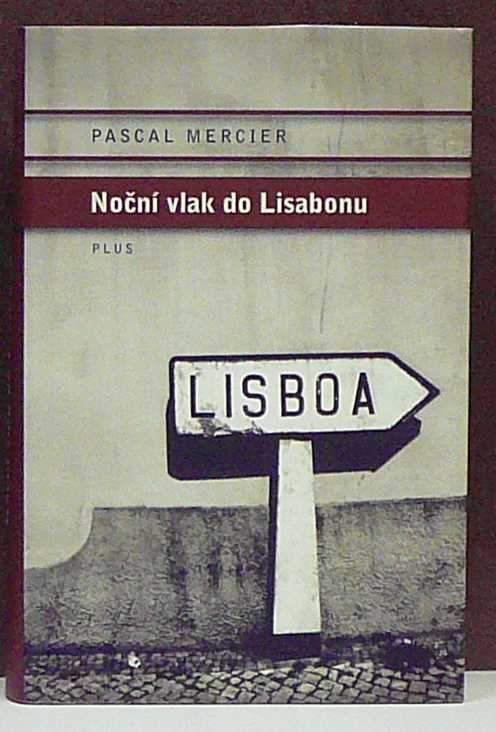 PASCAL MERCIER
Noční vlak do Lisabonu
PLUS
LISBOA